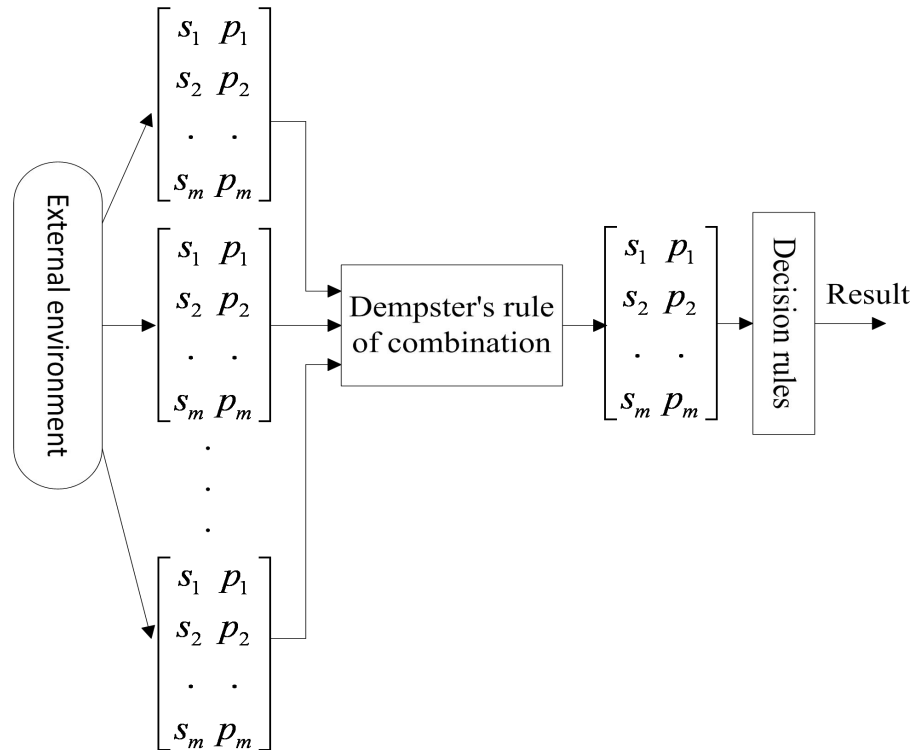 External environment
s₁ p₁
s₂ p₂
. .
sₘ pₘ
s₁ p₁
s₂ p₂
. .
sₘ pₘ
.
.
.
s₁ p₁
s₂ p₂
. .
sₘ pₘ
Dempster's rule
of combination
s₁ p₁
s₂ p₂
. .
sₘ pₘ
Decision rules
Result